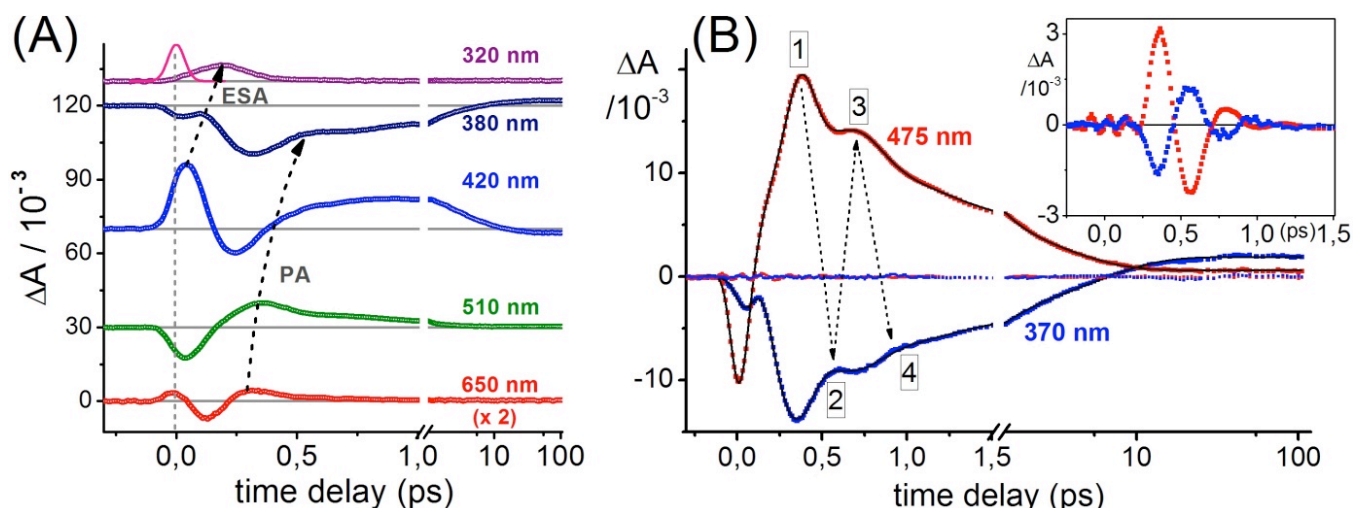 (A)
ΔA / 10⁻³
120
90
60
30
0
320 nm
ESA
380 nm
420 nm
PA
510 nm
650 nm
(x 2)
0,0 0,5 1,0 10 100
time delay (ps)
(B)
ΔA
/10⁻³
10
0
-10
1
3
475 nm
2
4
370 nm
0,0 0,5 1,0 1,5 10 100
time delay (ps)
3
ΔA
/10⁻³
0
-3
0,0 0,5 1,0 (ps) 1,5